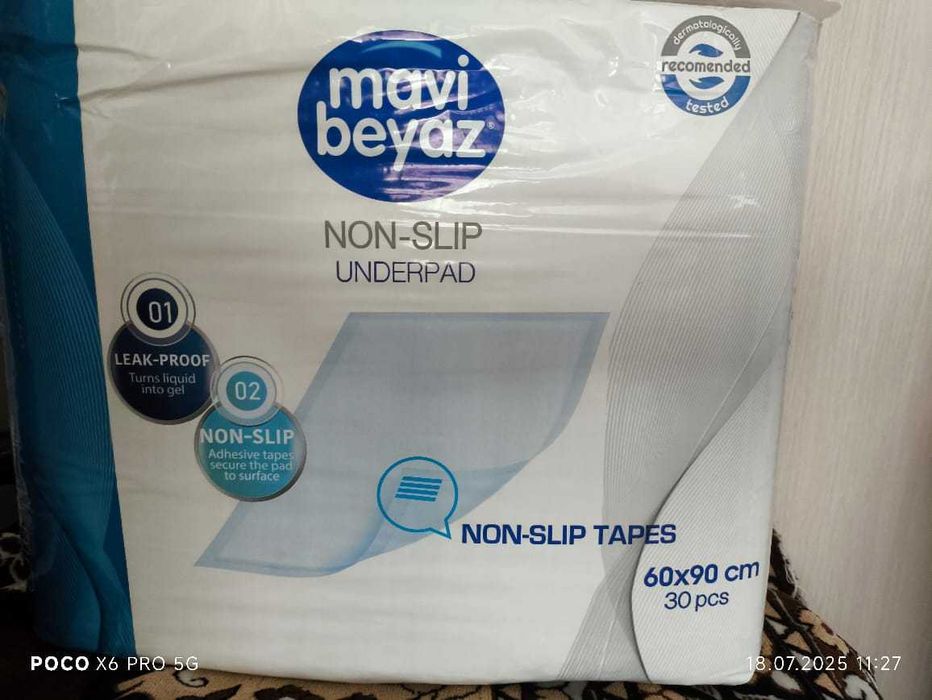 mavi
beyaz®
dermatologically
recomended
tested
NON-SLIP
UNDERPAD
01
LEAK-PROOF
Turns liquid
into gel
02
NON-SLIP
Adhesive tapes
secure the pad
to surface
NON-SLIP TAPES
60x90 cm
30 pcs
POCO X6 PRO 5G
18.07.2025 11:27